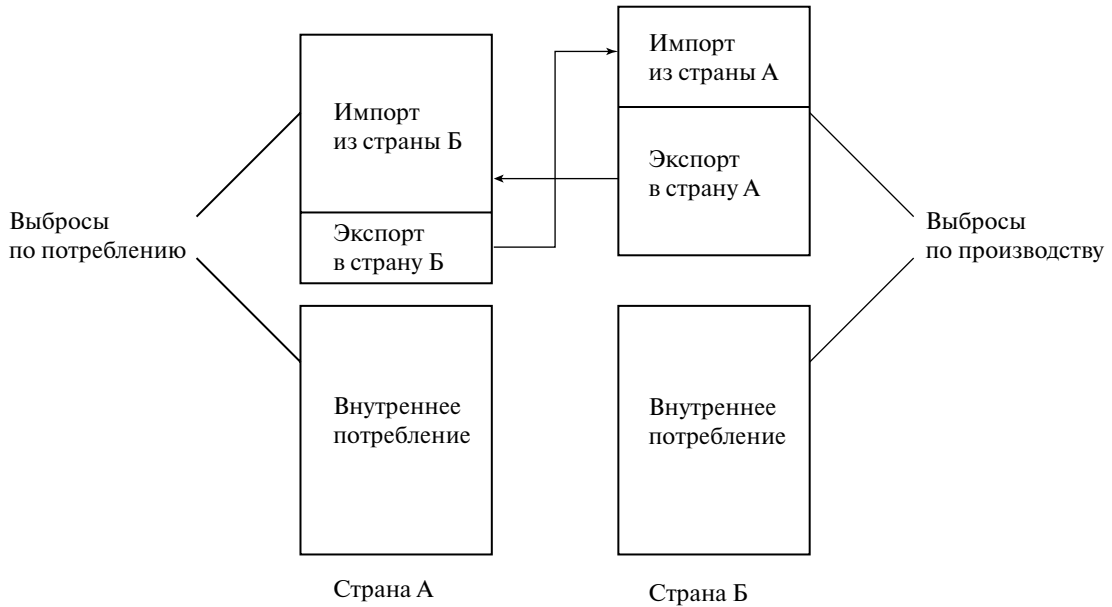 Импорт
из страны А
Импорт
из страны Б
Экспорт
в страну А
Выбросы
по потреблению
Экспорт
в страну Б
Выбросы
по производству
Внутреннее
потребление
Внутреннее
потребление
Страна А
Страна Б